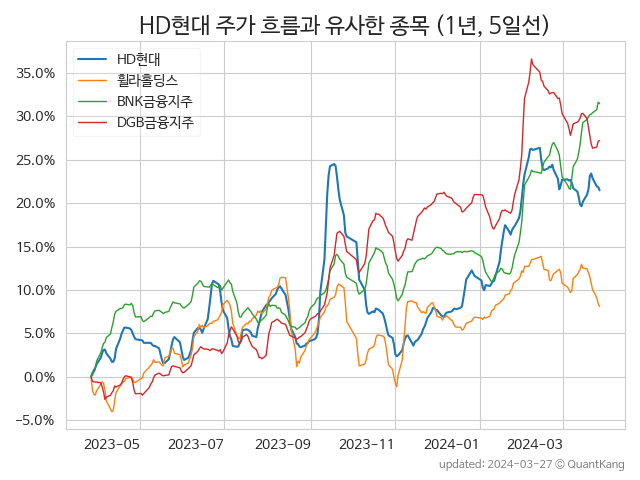 HD현대 주가 흐름과 유사한 종목 (1년, 5일선)
HD현대
휠라홀딩스
BNK금융지주
DGB금융지주
35.0%
30.0%
25.0%
20.0%
15.0%
10.0%
5.0%
0.0%
−5.0%
2023-05
2023-07
2023-09
2023-11
2024-01
2024-03
updated: 2024-03-27 © QuantKang